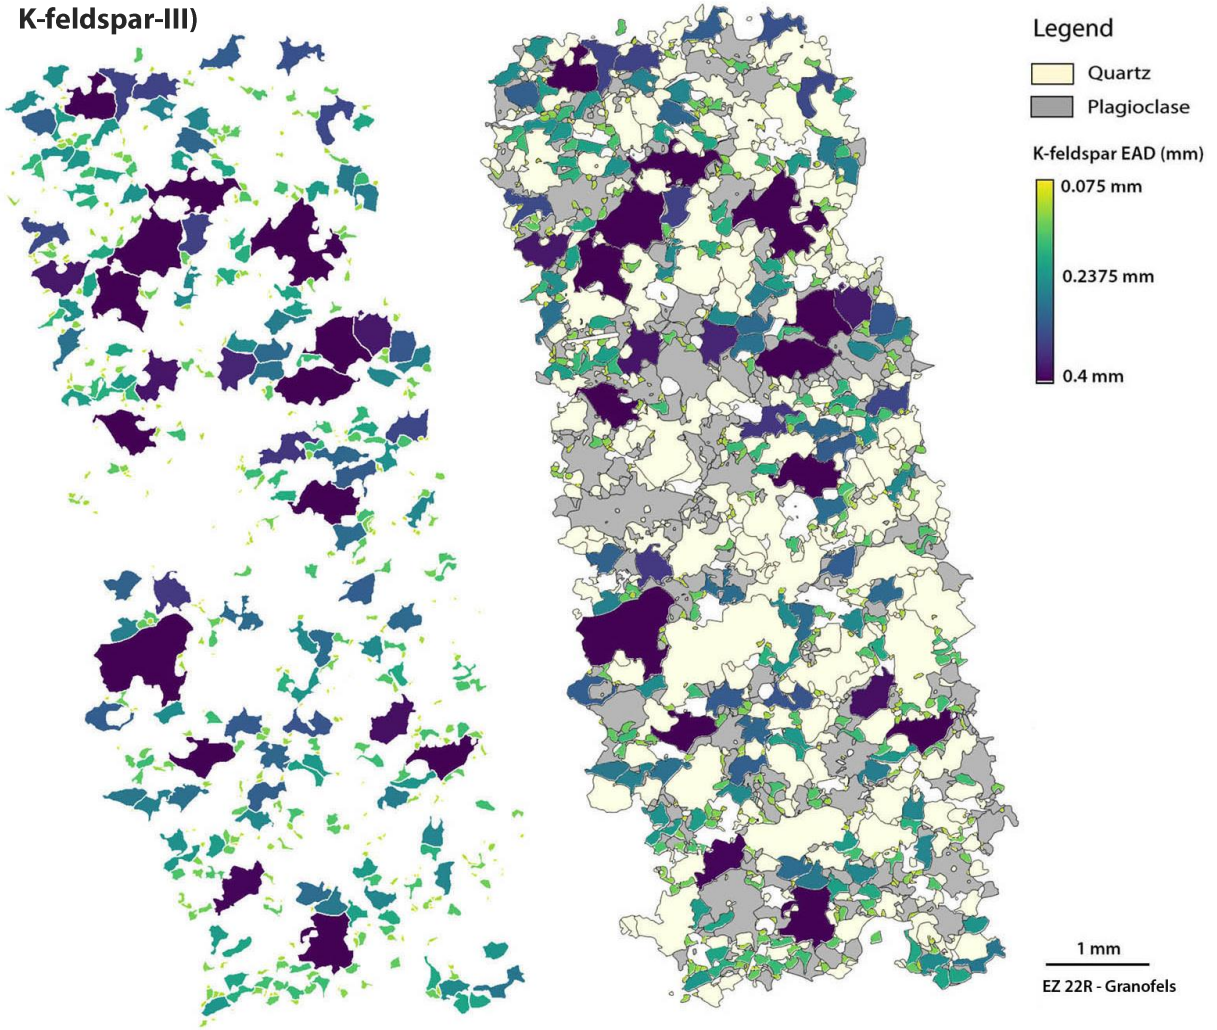 K-feldspar-III)
Legend
Quartz
Plagioclase
K-feldspar EAD (mm)
0.075 mm
0.2375 mm
0.4 mm
1 mm
EZ 22R - Granofels